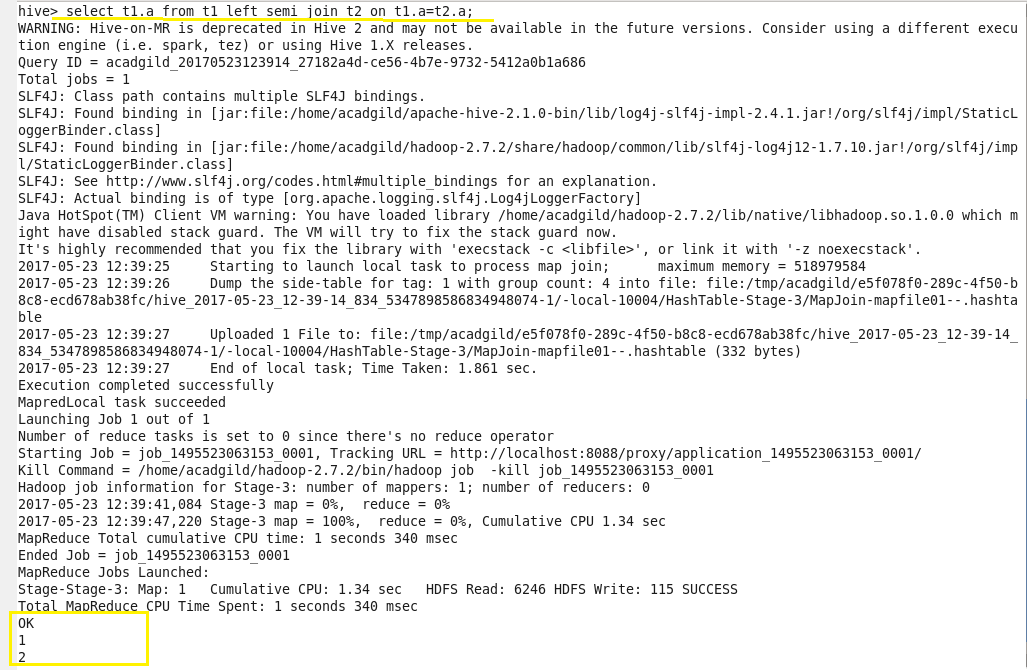 hive> select t1.a from t1 left semi join t2 on t1.a=t2.a;
WARNING: Hive-on-MR is deprecated in Hive 2 and may not be available in the future versions. Consider using a different execu
tion engine (i.e. spark, tez) or using Hive 1.X releases.
Query ID = acadgild_20170523123914_27182a4d-ce56-4b7e-9732-5412a0b1a686
Total jobs = 1
SLF4J: Class path contains multiple SLF4J bindings.
SLF4J: Found binding in [jar:file:/home/acadgild/apache-hive-2.1.0-bin/lib/log4j-slf4j-impl-2.4.1.jar!/org/slf4j/impl/StaticL
oggerBinder.class]
SLF4J: Found binding in [jar:file:/home/acadgild/hadoop-2.7.2/share/hadoop/common/lib/slf4j-log4j12-1.7.10.jar!/org/slf4j/imp
l/StaticLoggerBinder.class]
SLF4J: See http://www.slf4j.org/codes.html#multiple_bindings for an explanation.
SLF4J: Actual binding is of type [org.apache.logging.slf4j.Log4jLoggerFactory]
Java HotSpot(TM) Client VM warning: You have loaded library /home/acadgild/hadoop-2.7.2/lib/native/libhadoop.so.1.0.0 which m
ight have disabled stack guard. The VM will try to fix the stack guard now.
It's highly recommended that you fix the library with 'execstack -c <libfile>', or link it with '-z noexecstack'.
2017-05-23 12:39:25     Starting to launch local task to process map join;      maximum memory = 518979584
2017-05-23 12:39:26     Dump the side-table for tag: 1 with group count: 4 into file: file:/tmp/acadgild/e5f078f0-289c-4f50-b
8c8-ecd678ab38fc/hive_2017-05-23_12-39-14_834_5347898586834948074-1/-local-10004/HashTable-Stage-3/MapJoin-mapfile01--.hashta
ble
2017-05-23 12:39:27     Uploaded 1 File to: file:/tmp/acadgild/e5f078f0-289c-4f50-b8c8-ecd678ab38fc/hive_2017-05-23_12-39-14_
834_5347898586834948074-1/-local-10004/HashTable-Stage-3/MapJoin-mapfile01--.hashtable (332 bytes)
2017-05-23 12:39:27     End of local task; Time Taken: 1.861 sec.
Execution completed successfully
MapredLocal task succeeded
Launching Job 1 out of 1
Number of reduce tasks is set to 0 since there's no reduce operator
Starting Job = job_1495523063153_0001, Tracking URL = http://localhost:8088/proxy/application_1495523063153_0001/
Kill Command = /home/acadgild/hadoop-2.7.2/bin/hadoop job  -kill job_1495523063153_0001
Hadoop job information for Stage-3: number of mappers: 1; number of reducers: 0
2017-05-23 12:39:41,084 Stage-3 map = 0%,  reduce = 0%
2017-05-23 12:39:47,220 Stage-3 map = 100%,  reduce = 0%, Cumulative CPU 1.34 sec
MapReduce Total cumulative CPU time: 1 seconds 340 msec
Ended Job = job_1495523063153_0001
MapReduce Jobs Launched:
Stage-Stage-3: Map: 1   Cumulative CPU: 1.34 sec   HDFS Read: 6246 HDFS Write: 115 SUCCESS
Total MapReduce CPU Time Spent: 1 seconds 340 msec
OK
1
2